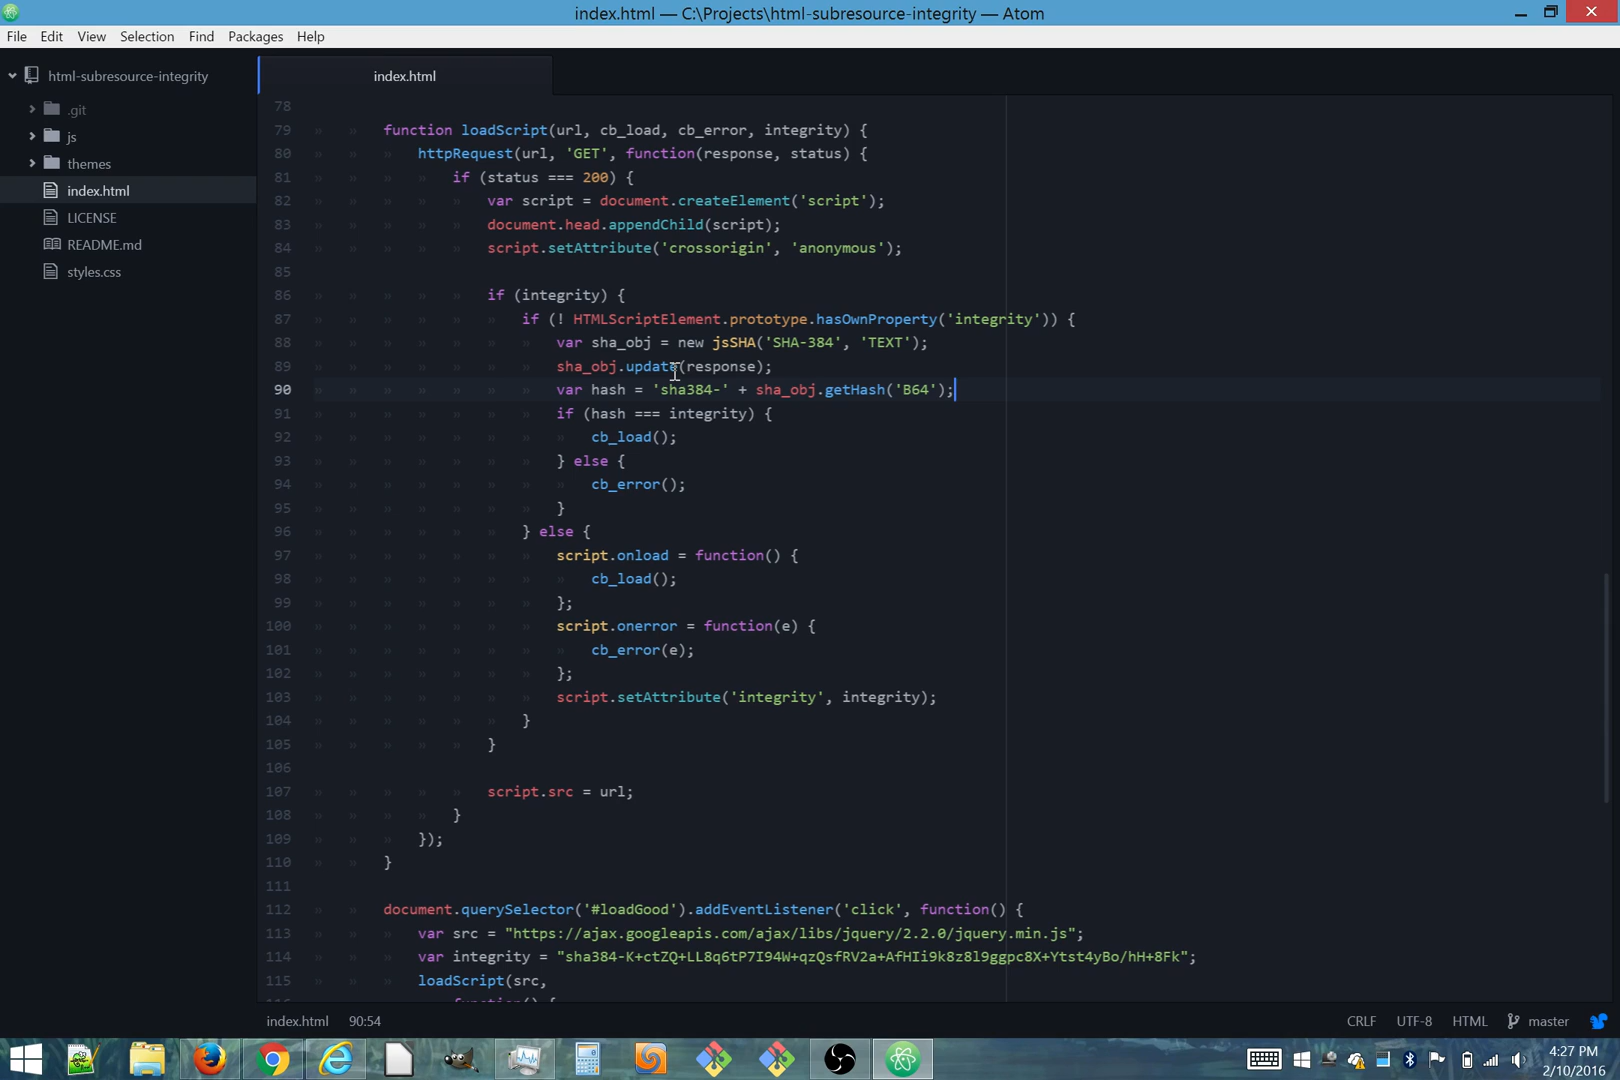 index.html — C:\Projects\html-subresource-integrity — Atom
File Edit View Selection Find Packages Help
html-subresource-integrity
.git
js
themes
index.html
LICENSE
README.md
styles.css
index.html
78
79 function loadScript(url, cb_load, cb_error, integrity) {
80 httpRequest(url, 'GET', function(response, status) {
81 if (status === 200) {
82 var script = document.createElement('script');
83 document.head.appendChild(script);
84 script.setAttribute('crossorigin', 'anonymous');
85
86 if (integrity) {
87 if (! HTMLScriptElement.prototype.hasOwnProperty('integrity')) {
88 var sha_obj = new jsSHA('SHA-384', 'TEXT');
89 sha_obj.update(response);
90 var hash = 'sha384-' + sha_obj.getHash('B64');
91 if (hash === integrity) {
92 cb_load();
93 } else {
94 cb_error();
95 }
96 } else {
97 script.onload = function() {
98 cb_load();
99 };
100 script.onerror = function(e) {
101 cb_error(e);
102 };
103 script.setAttribute('integrity', integrity);
104 }
105 }
106
107 script.src = url;
108 }
109 });
110 }
111
112 document.querySelector('#loadGood').addEventListener('click', function() {
113 var src = "https://ajax.googleapis.com/ajax/libs/jquery/2.2.0/jquery.min.js";
114 var integrity = "sha384-K+ctZQ+LL8q6tP7I94W+qzQsfRV2a+AfHIi9k8z8l9ggpc8X+Ytst4yBo/hH+8Fk";
115 loadScript(src,
function() {
index.html 90:54 CRLF UTF-8 HTML master
4:27 PM
2/10/2016